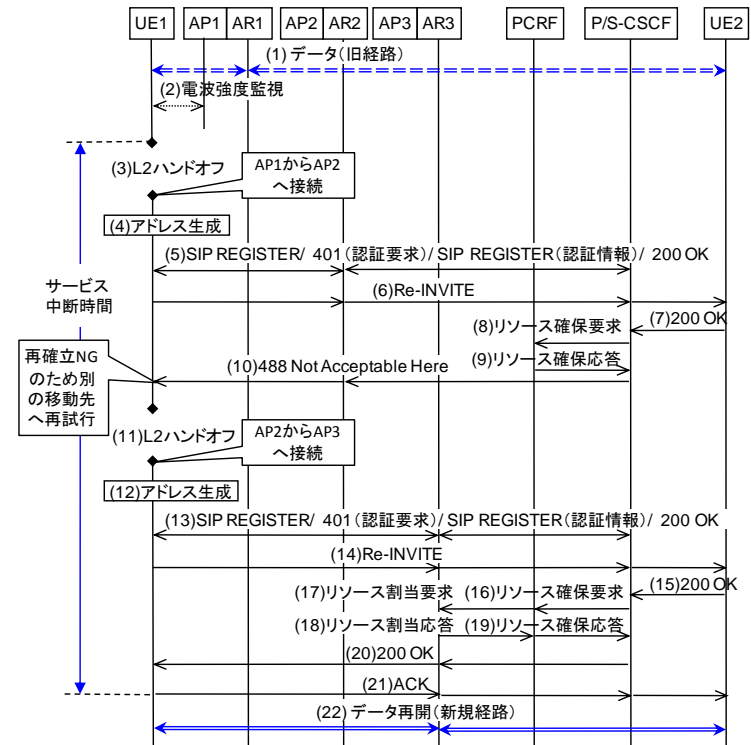 UE1 AP1 AR1 AP2 AR2 AP3 AR3 PCRF P/S-CSCF UE2
(1) データ(旧経路)
(2)電波強度監視
(3)L2ハンドオフ
AP1からAP2
へ接続
(4)アドレス生成
(5)SIP REGISTER/ 401(認証要求)/ SIP REGISTER(認証情報)/ 200 OK
サービス
中断時間
(6)Re-INVITE
(7)200 OK
(8)リソース確保要求
(9)リソース確保応答
(10)488 Not Acceptable Here
再確立NG
のため別
の移動先
へ再試行
(11)L2ハンドオフ
AP2からAP3
へ接続
(12)アドレス生成
(13)SIP REGISTER/ 401(認証要求)/ SIP REGISTER(認証情報)/ 200 OK
(14)Re-INVITE
(15)200 OK
(17)リソース割当要求 (16)リソース確保要求
(18)リソース割当応答 (19)リソース確保応答
(20)200 OK
(21)ACK
(22)データ再開(新規経路)